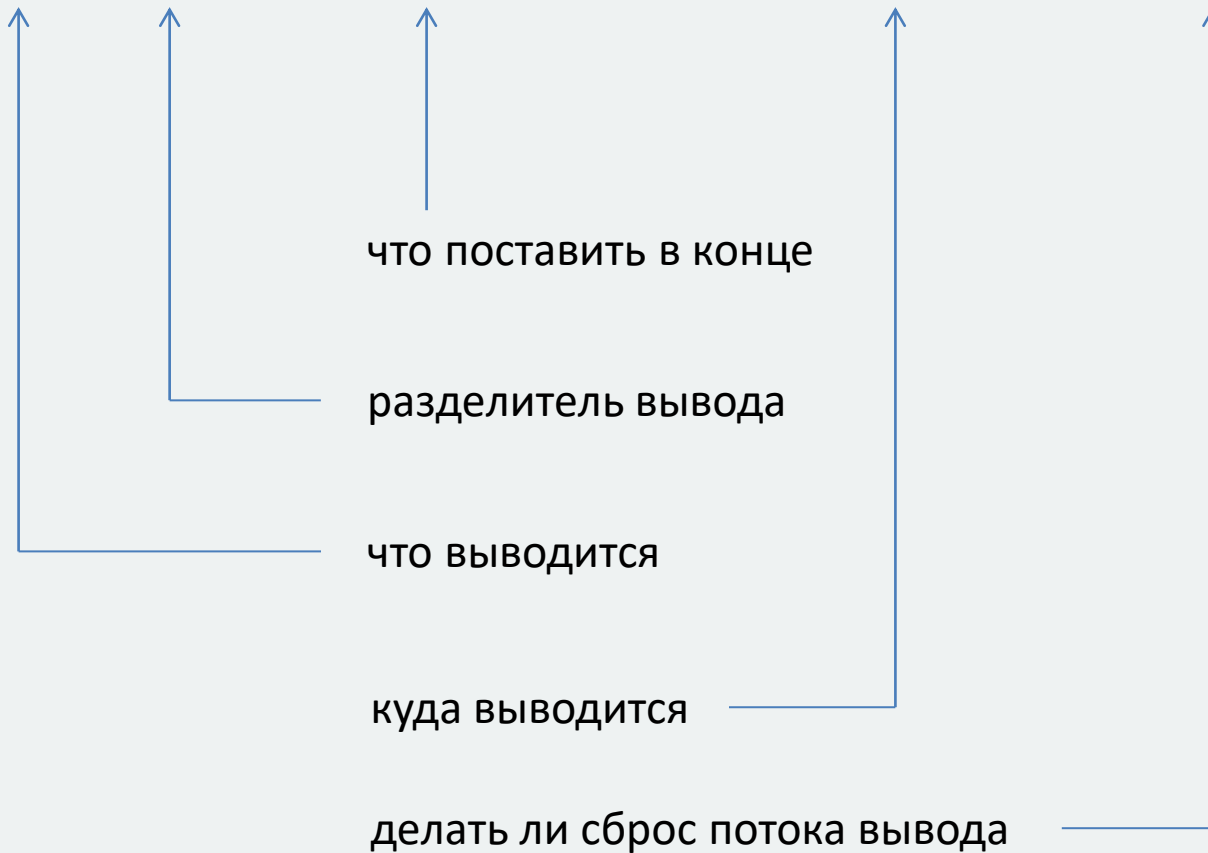 что поставить в конце
разделитель вывода
что выводится
куда выводится
делать ли сброс потока вывода